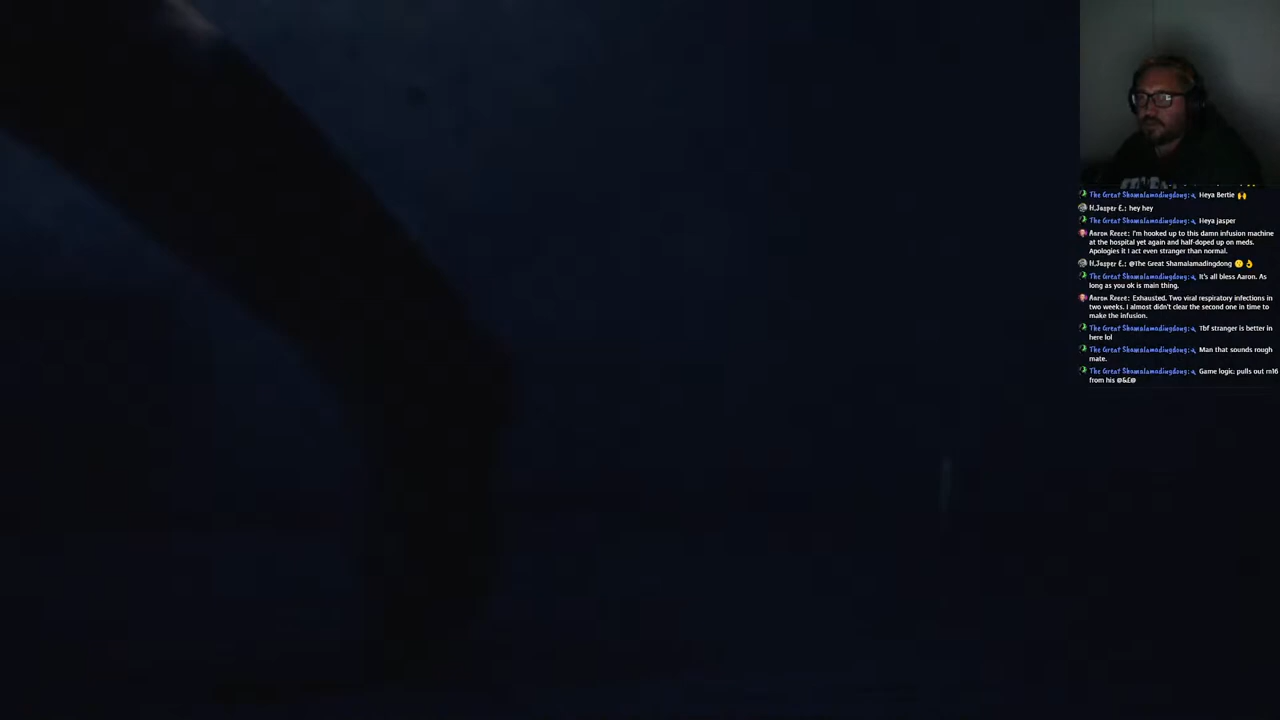 The Great Shamalamadingdong: Heya Bertie 🙌
H.Jasper E.: hey hey
The Great Shamalamadingdong: Heya jasper
Aaron Reece: I'm hooked up to this damn infusion machine
at the hospital yet again and half-doped up on meds.
Apologies it I act even stranger than normal.
H.Jasper E.: @The Great Shamalamadingdong 🤨👌
The Great Shamalamadingdong: It's all bless Aaron. As
long as you ok is main thing.
Aaron Reece: Exhausted. Two viral respiratory infections in
two weeks. I almost didn't clear the second one in time to
make the infusion.
The Great Shamalamadingdong: Tbf stranger is better in
here lol
The Great Shamalamadingdong: Man that sounds rough
mate.
The Great Shamalamadingdong: Game logic: pulls out m16
from his @&£@